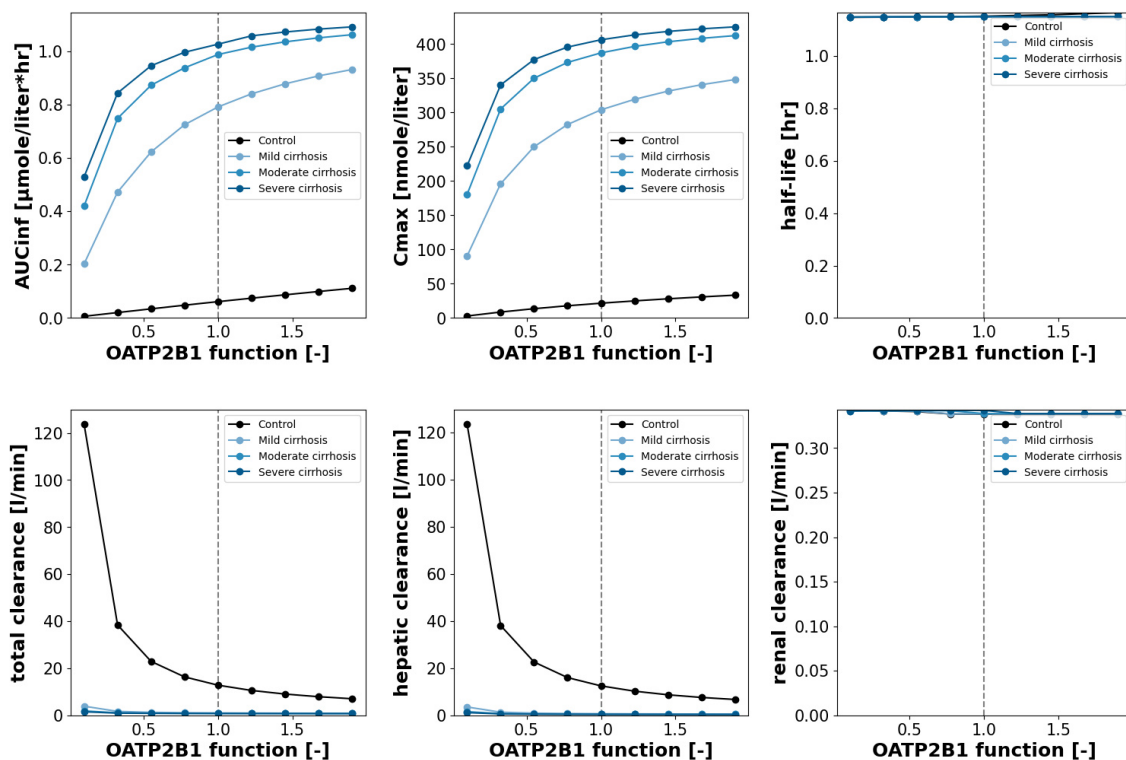 AUCinf [µmole/liter*hr]
1.0
0.8
0.6
0.4
0.2
0.0
0.5
1.0
1.5
OATP2B1 function [-]
Control
Mild cirrhosis
Moderate cirrhosis
Severe cirrhosis
Cmax [nmole/liter]
400
350
300
250
200
150
100
50
0
0.5
1.0
1.5
OATP2B1 function [-]
Control
Mild cirrhosis
Moderate cirrhosis
Severe cirrhosis
half-life [hr]
1.0
0.8
0.6
0.4
0.2
0.0
0.5
1.0
1.5
OATP2B1 function [-]
Control
Mild cirrhosis
Moderate cirrhosis
Severe cirrhosis
total clearance [l/min]
120
100
80
60
40
20
0
0.5
1.0
1.5
OATP2B1 function [-]
Control
Mild cirrhosis
Moderate cirrhosis
Severe cirrhosis
hepatic clearance [l/min]
120
100
80
60
40
20
0
0.5
1.0
1.5
OATP2B1 function [-]
Control
Mild cirrhosis
Moderate cirrhosis
Severe cirrhosis
renal clearance [l/min]
0.30
0.25
0.20
0.15
0.10
0.05
0.00
0.5
1.0
1.5
OATP2B1 function [-]
Control
Mild cirrhosis
Moderate cirrhosis
Severe cirrhosis